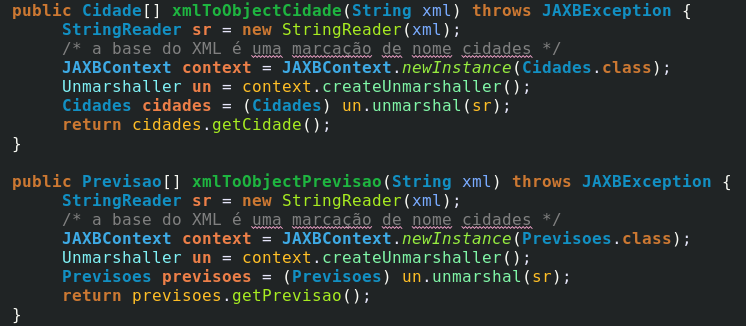 public Cidade[] xmlToObjectCidade(String xml) throws JAXBException {
StringReader sr = new StringReader(xml);
/* a base do XML é uma marcação de nome cidades */
JAXBContext context = JAXBContext.newInstance(Cidades.class);
Unmarshaller un = context.createUnmarshaller();
Cidades cidades = (Cidades) un.unmarshal(sr);
return cidades.getCidade();
}
public Previsao[] xmlToObjectPrevisao(String xml) throws JAXBException {
StringReader sr = new StringReader(xml);
/* a base do XML é uma marcação de nome cidades */
JAXBContext context = JAXBContext.newInstance(Previsoes.class);
Unmarshaller un = context.createUnmarshaller();
Previsoes previsoes = (Previsoes) un.unmarshal(sr);
return previsoes.getPrevisao();
}